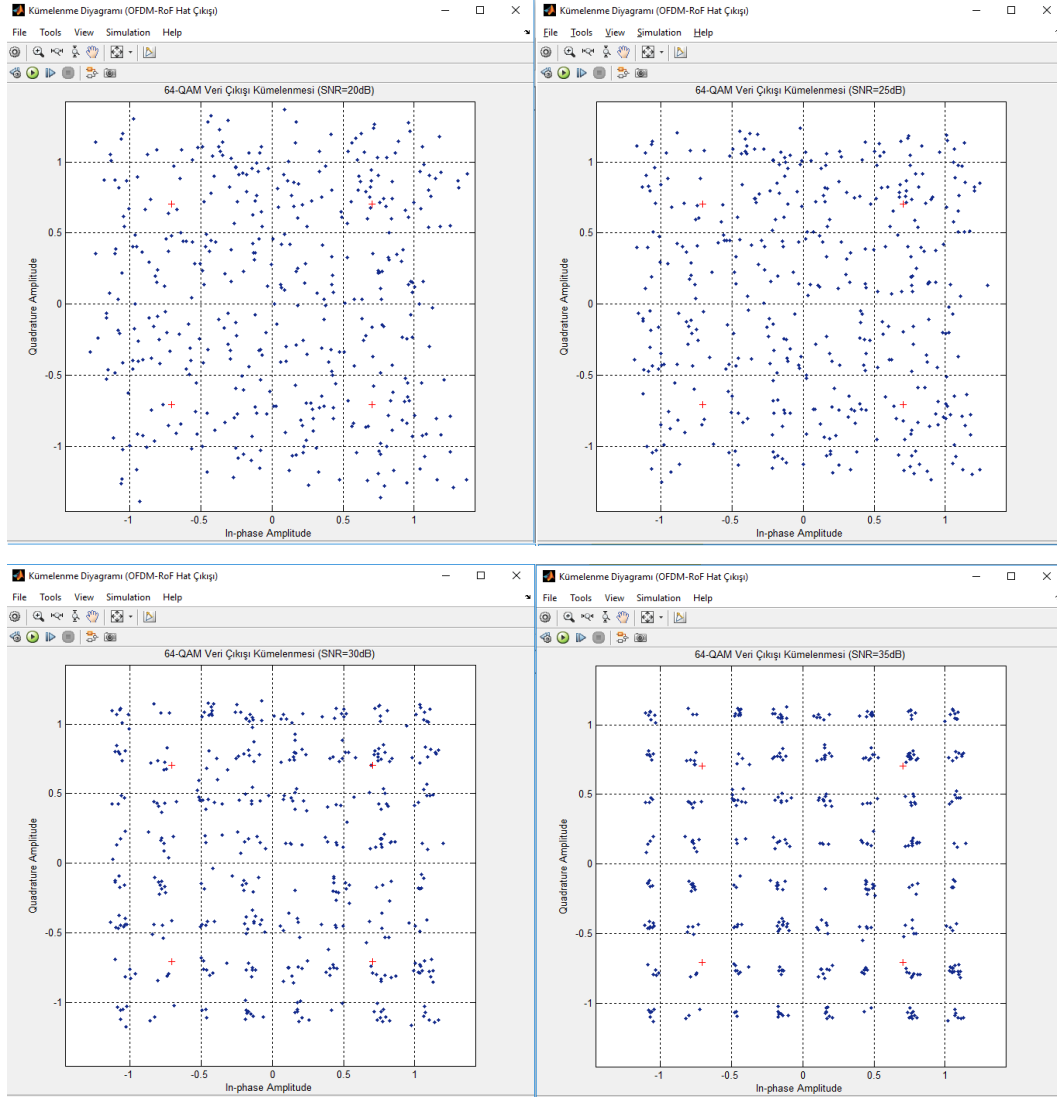 Kümelenme Diyagramı (OFDM-RoF Hat Çıkışı)
File Tools View Simulation Help
64-QAM Veri Çıkışı Kümelenmesi (SNR=20dB)
Quadrature Amplitude
1
0.5
0
-0.5
-1
-1 -0.5 0 0.5 1
In-phase Amplitude
Kümelenme Diyagramı (OFDM-RoF Hat Çıkışı)
File Tools View Simulation Help
64-QAM Veri Çıkışı Kümelenmesi (SNR=25dB)
Quadrature Amplitude
1
0.5
0
-0.5
-1
-1 -0.5 0 0.5 1
In-phase Amplitude
Kümelenme Diyagramı (OFDM-RoF Hat Çıkışı)
File Tools View Simulation Help
64-QAM Veri Çıkışı Kümelenmesi (SNR=30dB)
Quadrature Amplitude
1
0.5
0
-0.5
-1
-1 -0.5 0 0.5 1
In-phase Amplitude
Kümelenme Diyagramı (OFDM-RoF Hat Çıkışı)
File Tools View Simulation Help
64-QAM Veri Çıkışı Kümelenmesi (SNR=35dB)
Quadrature Amplitude
1
0.5
0
-0.5
-1
-1 -0.5 0 0.5 1
In-phase Amplitude